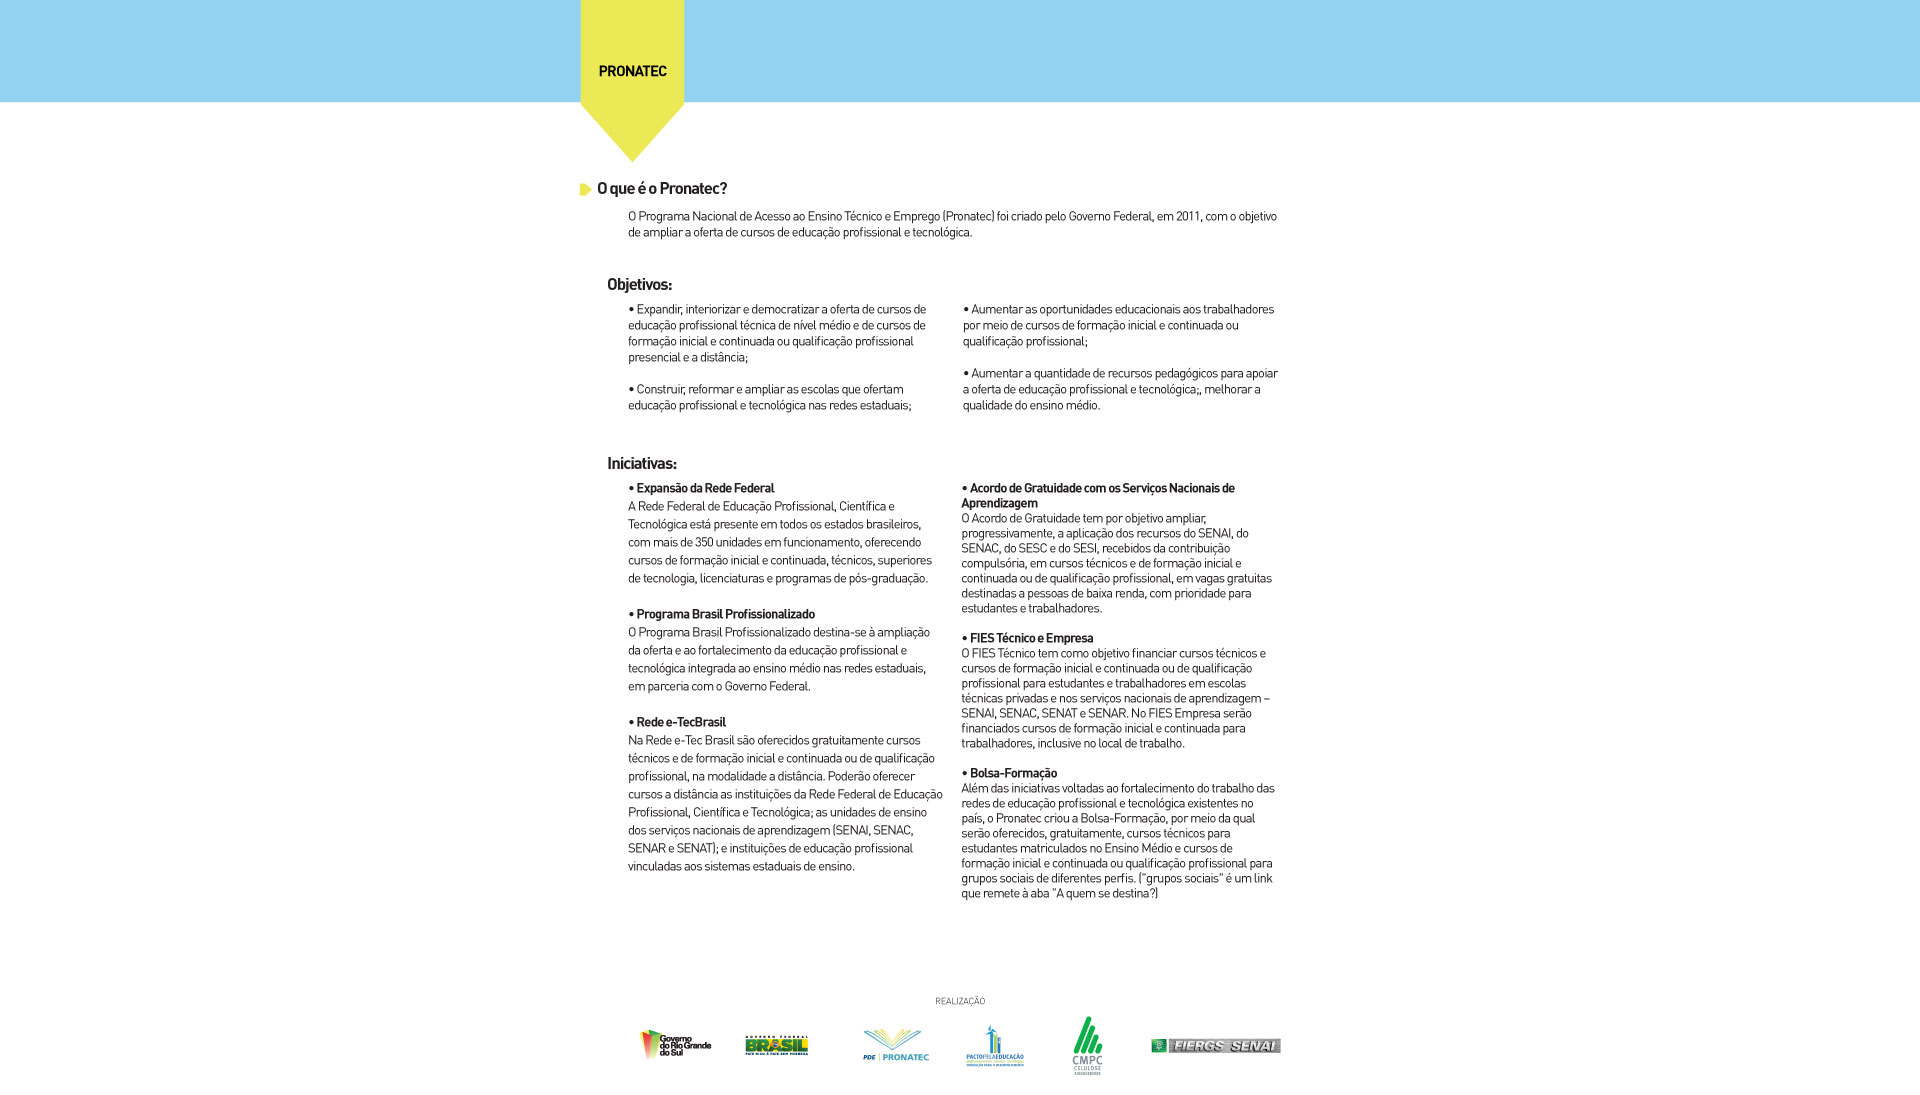 PRONATEC
O que é o Pronatec?
O Programa Nacional de Acesso ao Ensino Técnico e Emprego (Pronatec) foi criado pelo Governo Federal, em 2011, com o objetivo
de ampliar a oferta de cursos de educação profissional e tecnológica.
Objetivos:
• Expandir, interiorizar e democratizar a oferta de cursos de
educação profissional técnica de nível médio e de cursos de
formação inicial e continuada ou qualificação profissional
presencial e a distância;
• Construir, reformar e ampliar as escolas que ofertam
educação profissional e tecnológica nas redes estaduais;
• Aumentar as oportunidades educacionais aos trabalhadores
por meio de cursos de formação inicial e continuada ou
qualificação profissional;
• Aumentar a quantidade de recursos pedagógicos para apoiar
a oferta de educação profissional e tecnológica;, melhorar a
qualidade do ensino médio.
Iniciativas:
• Expansão da Rede Federal
A Rede Federal de Educação Profissional, Científica e
Tecnológica está presente em todos os estados brasileiros,
com mais de 350 unidades em funcionamento, oferecendo
cursos de formação inicial e continuada, técnicos, superiores
de tecnologia, licenciaturas e programas de pós-graduação.
• Programa Brasil Profissionalizado
O Programa Brasil Profissionalizado destina-se à ampliação
da oferta e ao fortalecimento da educação profissional e
tecnológica integrada ao ensino médio nas redes estaduais,
em parceria com o Governo Federal.
• Rede e-TecBrasil
Na Rede e-Tec Brasil são oferecidos gratuitamente cursos
técnicos e de formação inicial e continuada ou de qualificação
profissional, na modalidade a distância. Poderão oferecer
cursos a distância as instituições da Rede Federal de Educação
Profissional, Científica e Tecnológica; as unidades de ensino
dos serviços nacionais de aprendizagem (SENAI, SENAC,
SENAR e SENAT); e instituições de educação profissional
vinculadas aos sistemas estaduais de ensino.
• Acordo de Gratuidade com os Serviços Nacionais de
Aprendizagem
O Acordo de Gratuidade tem por objetivo ampliar,
progressivamente, a aplicação dos recursos do SENAI, do
SENAC, do SESC e do SESI, recebidos da contribuição
compulsória, em cursos técnicos e de formação inicial e
continuada ou de qualificação profissional, em vagas gratuitas
destinadas a pessoas de baixa renda, com prioridade para
estudantes e trabalhadores.
• FIES Técnico e Empresa
O FIES Técnico tem como objetivo financiar cursos técnicos e
cursos de formação inicial e continuada ou de qualificação
profissional para estudantes e trabalhadores em escolas
técnicas privadas e nos serviços nacionais de aprendizagem –
SENAI, SENAC, SENAT e SENAR. No FIES Empresa serão
financiados cursos de formação inicial e continuada para
trabalhadores, inclusive no local de trabalho.
• Bolsa-Formação
Além das iniciativas voltadas ao fortalecimento do trabalho das
redes de educação profissional e tecnológica existentes no
país, o Pronatec criou a Bolsa-Formação, por meio da qual
serão oferecidos, gratuitamente, cursos técnicos para
estudantes matriculados no Ensino Médio e cursos de
formação inicial e continuada ou qualificação profissional para
grupos sociais de diferentes perfis. ("grupos sociais" é um link
que remete à aba "A quem se destina?)
REALIZAÇÃO
Governo
do Rio Grande
do Sul
GOVERNO FEDERAL
BRASIL
PAÍS RICO É PAÍS SEM POBREZA
PDE | PRONATEC
PACTOPELAEDUCAÇÃO
CMPC
CELULOSE
FIERGS SENAI